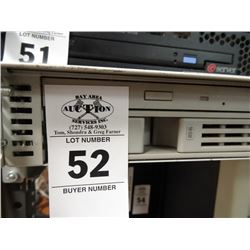 51
LOT NUMBER
BAY AREA
AUCTION
SERVICES INC.
(727) 548-9303
Tom, Shondra & Greg Farner
LOT NUMBER
52
BUYER NUMBER
54